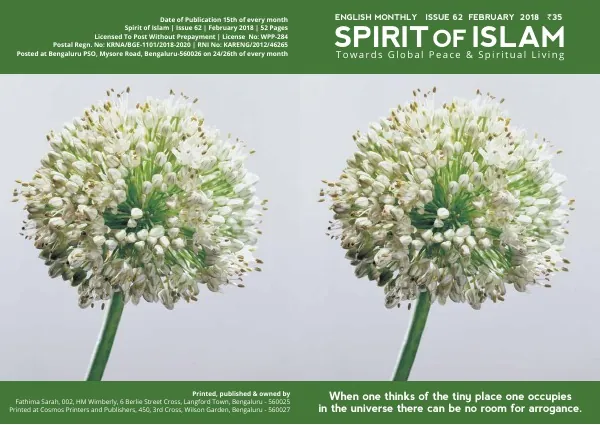 Date of Publication 15th of every month
Spirit of Islam | Issue 62 | February 2018 | 52 Pages
Licensed To Post Without Prepayment | License No: WPP-284
Postal Regn. No: KRNA/BGE-1101/2018-2020 | RNI No: KARENG/2012/46265
Posted at Bengaluru PSO, Mysore Road, Bengaluru-560026 on 24/26th of every month
Printed, published & owned by
Fathima Sarah, 002, HM Wimberly, 6 Berlie Street Cross, Langford Town, Bengaluru - 560025
Printed at Cosmos Printers and Publishers, 450, 3rd Cross, Wilson Garden, Bengaluru - 560027
ENGLISH MONTHLY ISSUE 62 FEBRUARY 2018 ₹35
SPIRIT OF ISLAM
Towards Global Peace & Spiritual Living
When one thinks of the tiny place one occupies
in the universe there can be no room for arrogance.